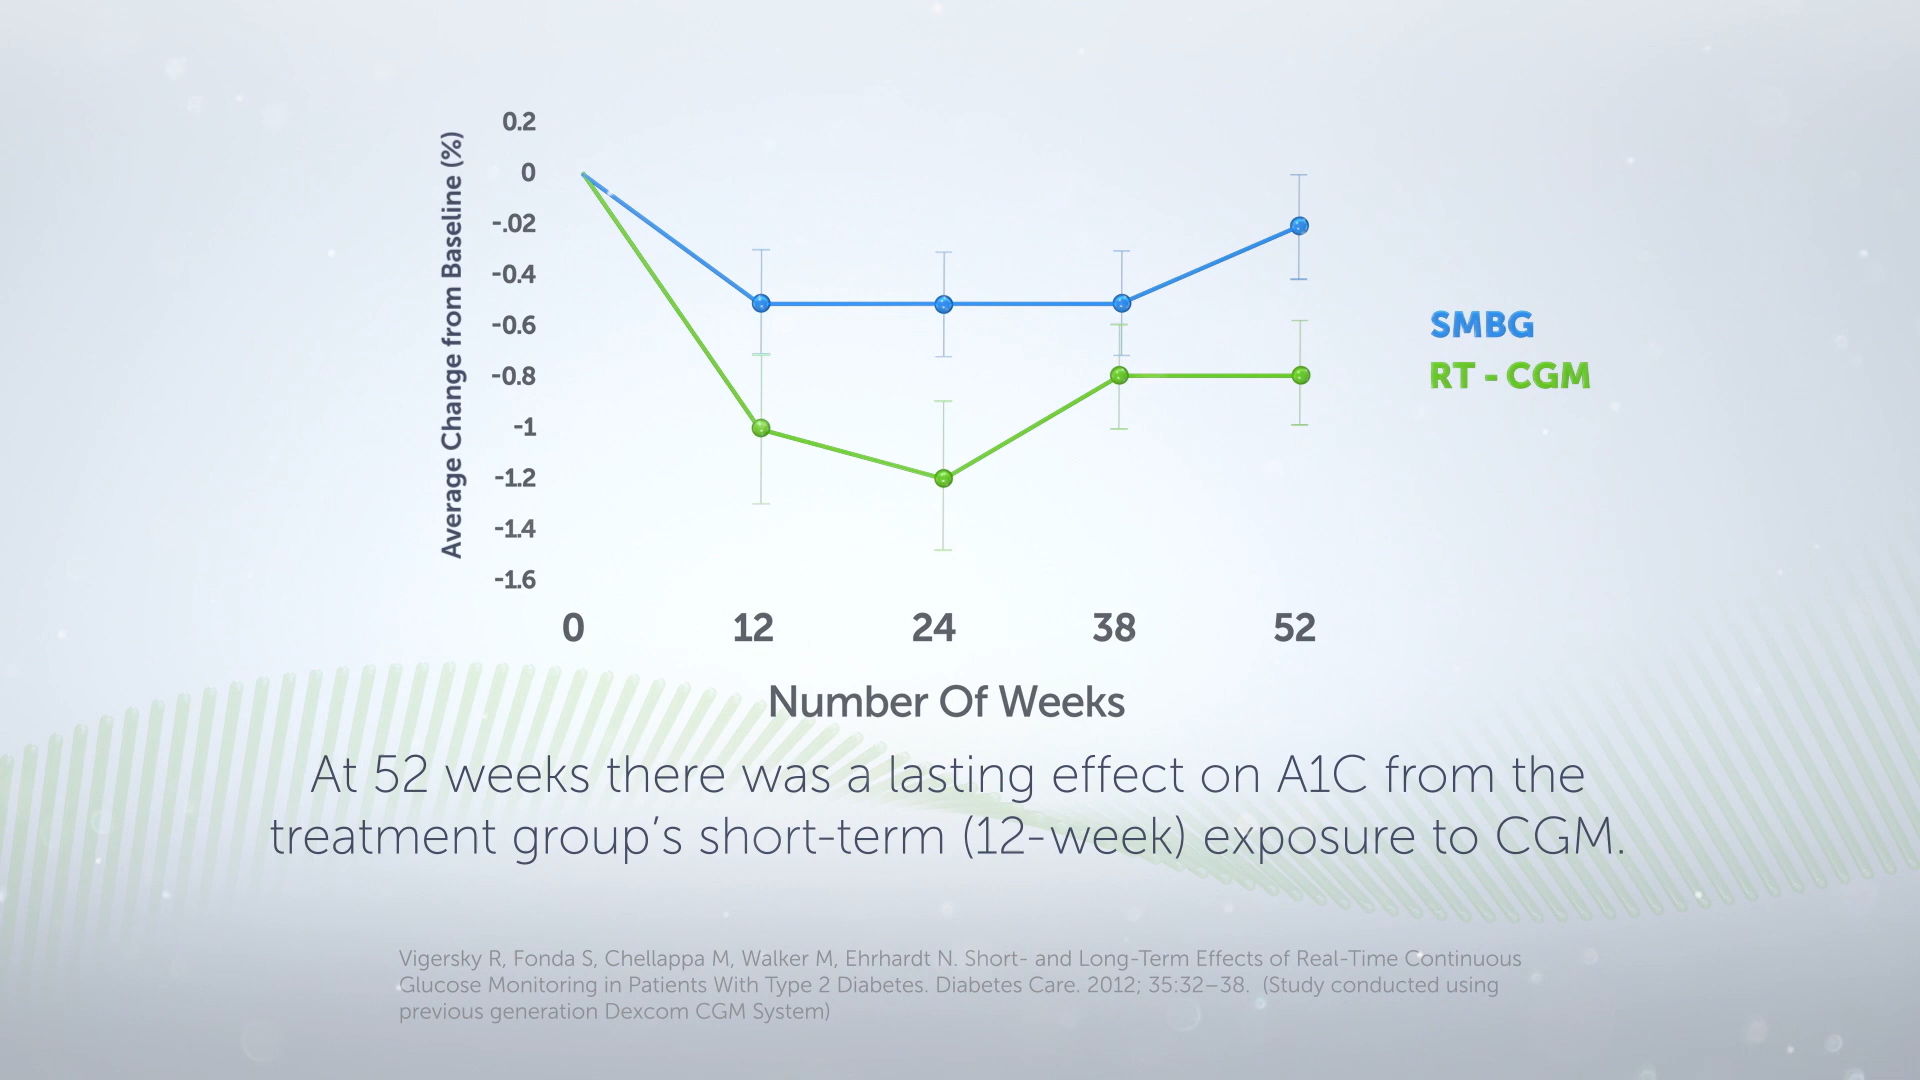 0.2
0
-.02
-0.4
-0.6
-0.8
-1
-1.2
-1.4
-1.6
Average Change from Baseline (%)
0 12 24 38 52
Number Of Weeks
SMBG
RT - CGM
At 52 weeks there was a lasting effect on A1C from the
treatment group’s short-term (12-week) exposure to CGM.
Vigersky R, Fonda S, Chellappa M, Walker M, Ehrhardt N. Short- and Long-Term Effects of Real-Time Continuous
Glucose Monitoring in Patients With Type 2 Diabetes. Diabetes Care. 2012; 35:32–38. (Study conducted using
previous generation Dexcom CGM System)